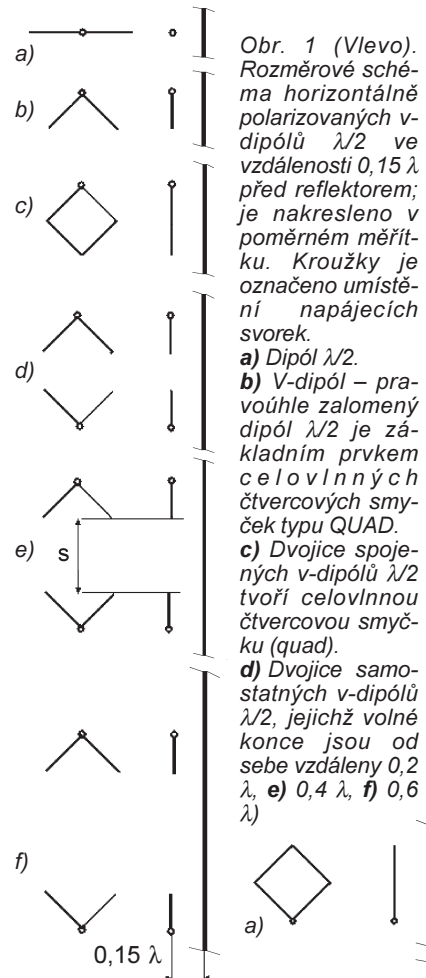 a)
b)
c)
d)
e)
s
f)
0,15 λ
Obr. 1 (Vlevo).
Rozměrové sché-
ma horizontálně
polarizovaných v-
dipólů λ/2 ve
vzdálenosti 0,15 λ
před reflektorem;
je nakresleno v
poměrném měřít-
ku. Kroužky je
označeno umístě-
ní napájecích
svorek.
a) Dipól λ/2.
b) V-dipól – pra-
voúhle zalomený
dipól λ/2 je zá-
kladním prvkem
celovlnných
čtvercových smy-
ček typu QUAD.
c) Dvojice spoje-
ných v-dipólů λ/2
tvoří celovlnnou
čtvercovou smyč-
ku (quad).
d) Dvojice samo-
statných v-dipólů
λ/2, jejichž volné
konce jsou od
sebe vzdáleny 0,2
λ, e) 0,4 λ, f) 0,6
λ)
a)